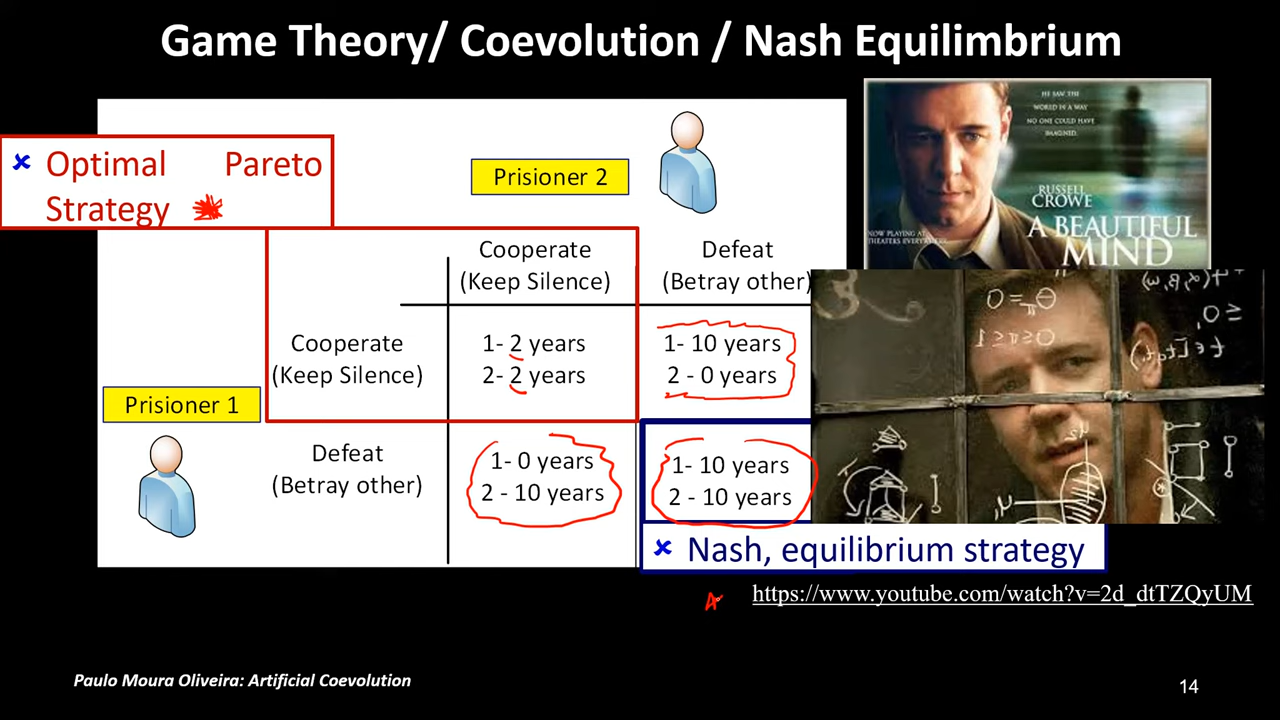 Game Theory/ Coevolution / Nash Equilimbrium
Optimal Pareto
Strategy
Prisioner 2
HE SAW THE
WORLD IN A WAY
NO ONE COULD HAVE
IMAGINED.
RUSSELL
CROWE
A BEAUTIFUL
MIND
Cooperate
(Keep Silence)
Defeat
(Betray other)
Cooperate
(Keep Silence)
1- 2 years
2- 2 years
1- 10 years
2 - 0 years
Prisioner 1
Defeat
(Betray other)
1- 0 years
2 - 10 years
1- 10 years
2 - 10 years
Nash, equilibrium strategy
https://www.youtube.com/watch?v=2d_dtTZQyUM
Paulo Moura Oliveira: Artificial Coevolution
14